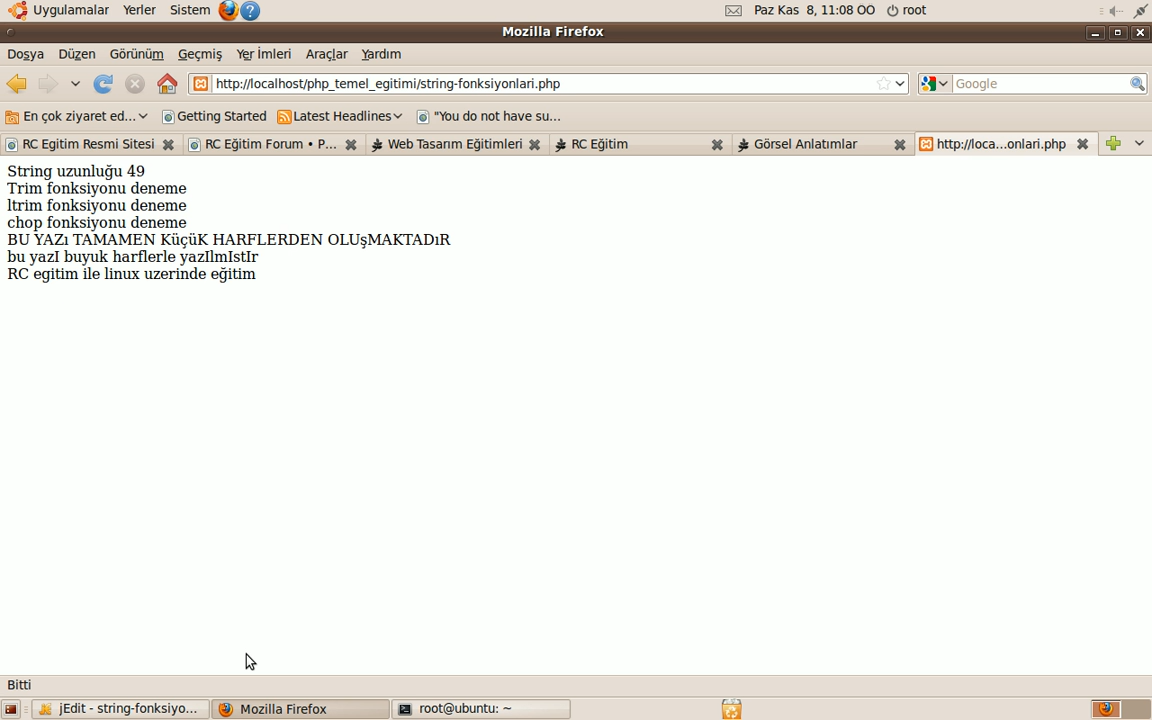 Uygulamalar Yerler Sistem Paz Kas 8, 11:08 ÖÖ root
Mozilla Firefox
Dosya Düzen Görünüm Geçmiş Yer İmleri Araçlar Yardım
http://localhost/php_temel_egitimi/string-fonksiyonlari.php Google
En çok ziyaret ed... Getting Started Latest Headlines "You do not have su...
RC Egitim Resmi Sitesi RC Eğitim Forum • P... Web Tasarım Eğitimleri RC Eğitim Görsel Anlatımlar http://loca...onlari.php
String uzunluğu 49
Trim fonksiyonu deneme
ltrim fonksiyonu deneme
chop fonksiyonu deneme
BU YAZı TAMAMEN KüçüK HARFLERDEN OLUşMAKTADıR
bu yazI buyuk harflerle yazIlmIstIr
RC egitim ile linux uzerinde eğitim
Bitti
jEdit - string-fonksiyo... Mozilla Firefox root@ubuntu: ~